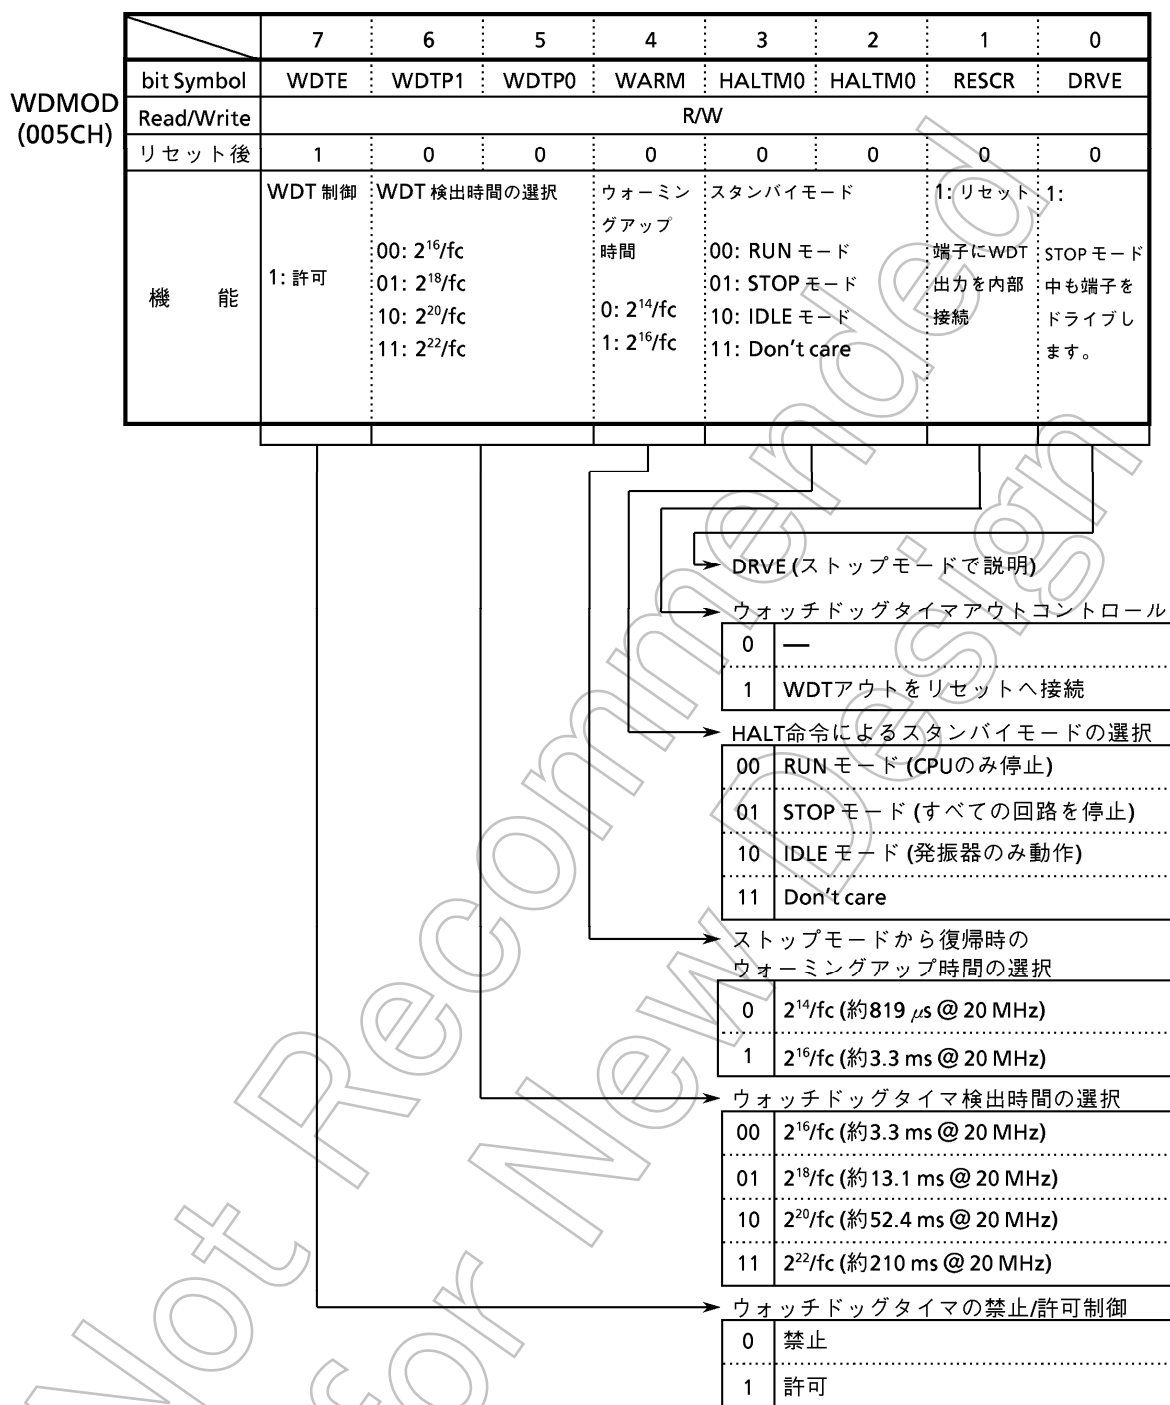 7 6 5 4 3 2 1 0
WDMOD
(005CH)
bit Symbol WDTE WDTP1 WDTP0 WARM HALTM0 HALTM0 RESCR DRVE
Read/Write R/W
リセット後 1 0 0 0 0 0 0 0
機 能
WDT 制御
1: 許可
WDT 検出時間の選択
00: 2¹⁶/fc
01: 2¹⁸/fc
10: 2²⁰/fc
11: 2²²/fc
ウォーミン
グアップ
時間
0: 2¹⁴/fc
1: 2¹⁶/fc
スタンバイモード
00: RUN モード
01: STOP モード
10: IDLE モード
11: Don't care
1: リセット
端子にWDT
出力を内部
接続
1:
STOP モード
中も端子を
ドライブし
ます。
DRVE (ストップモードで説明)
ウォッチドッグタイマアウトコントロール
0 —
1 WDTアウトをリセットへ接続
HALT命令によるスタンバイモードの選択
00 RUN モード (CPUのみ停止)
01 STOP モード (すべての回路を停止)
10 IDLE モード (発振器のみ動作)
11 Don't care
ストップモードから復帰時の
ウォーミングアップ時間の選択
0 2¹⁴/fc (約819 μs @ 20 MHz)
1 2¹⁶/fc (約3.3 ms @ 20 MHz)
ウォッチドッグタイマ検出時間の選択
00 2¹⁶/fc (約3.3 ms @ 20 MHz)
01 2¹⁸/fc (約13.1 ms @ 20 MHz)
10 2²⁰/fc (約52.4 ms @ 20 MHz)
11 2²²/fc (約210 ms @ 20 MHz)
ウォッチドッグタイマの禁止/許可制御
0 禁止
1 許可
Not Recommended
for New Design